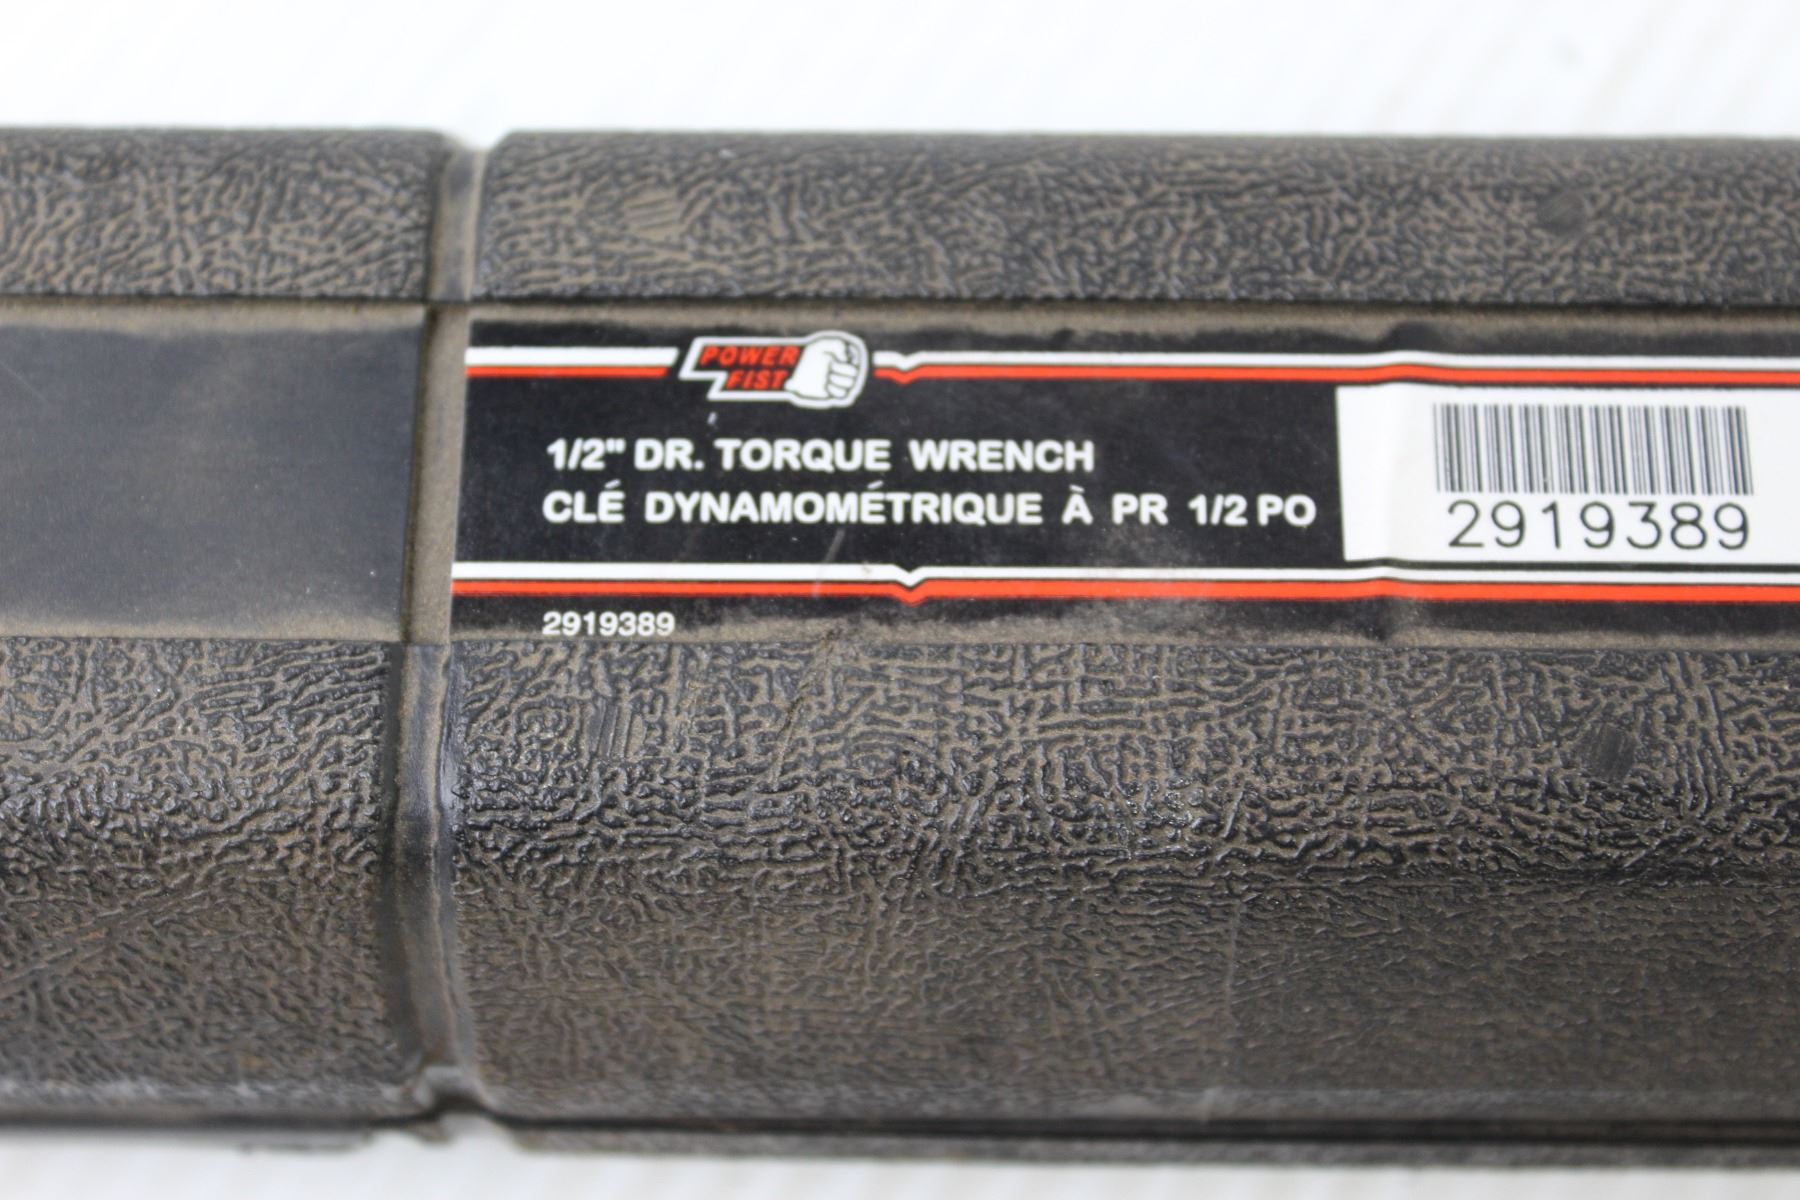 POWER
FIST
1/2" DR. TORQUE WRENCH
CLÉ DYNAMOMÉTRIQUE À PR 1/2 PO
2919389
2919389